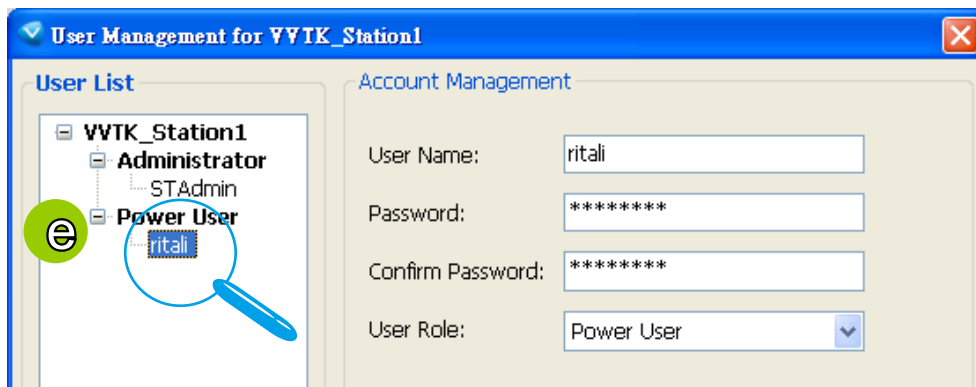 User Management for VVTK_Station1
User List
VVTK_Station1
Administrator
STAdmin
Power User
e
ritali
Account Management
User Name: ritali
Password: ********
Confirm Password: ********
User Role: Power User